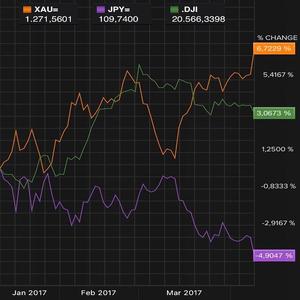 XAU= JPY= .DJI
1.271,5601 109,7400 20.566,3398
% CHANGE
6,7229 %
5,4167 %
3,0673 %
1,2500 %
-0,8333 %
-2,9167 %
-4,9047 %
Jan 2017 Feb 2017 Mar 2017